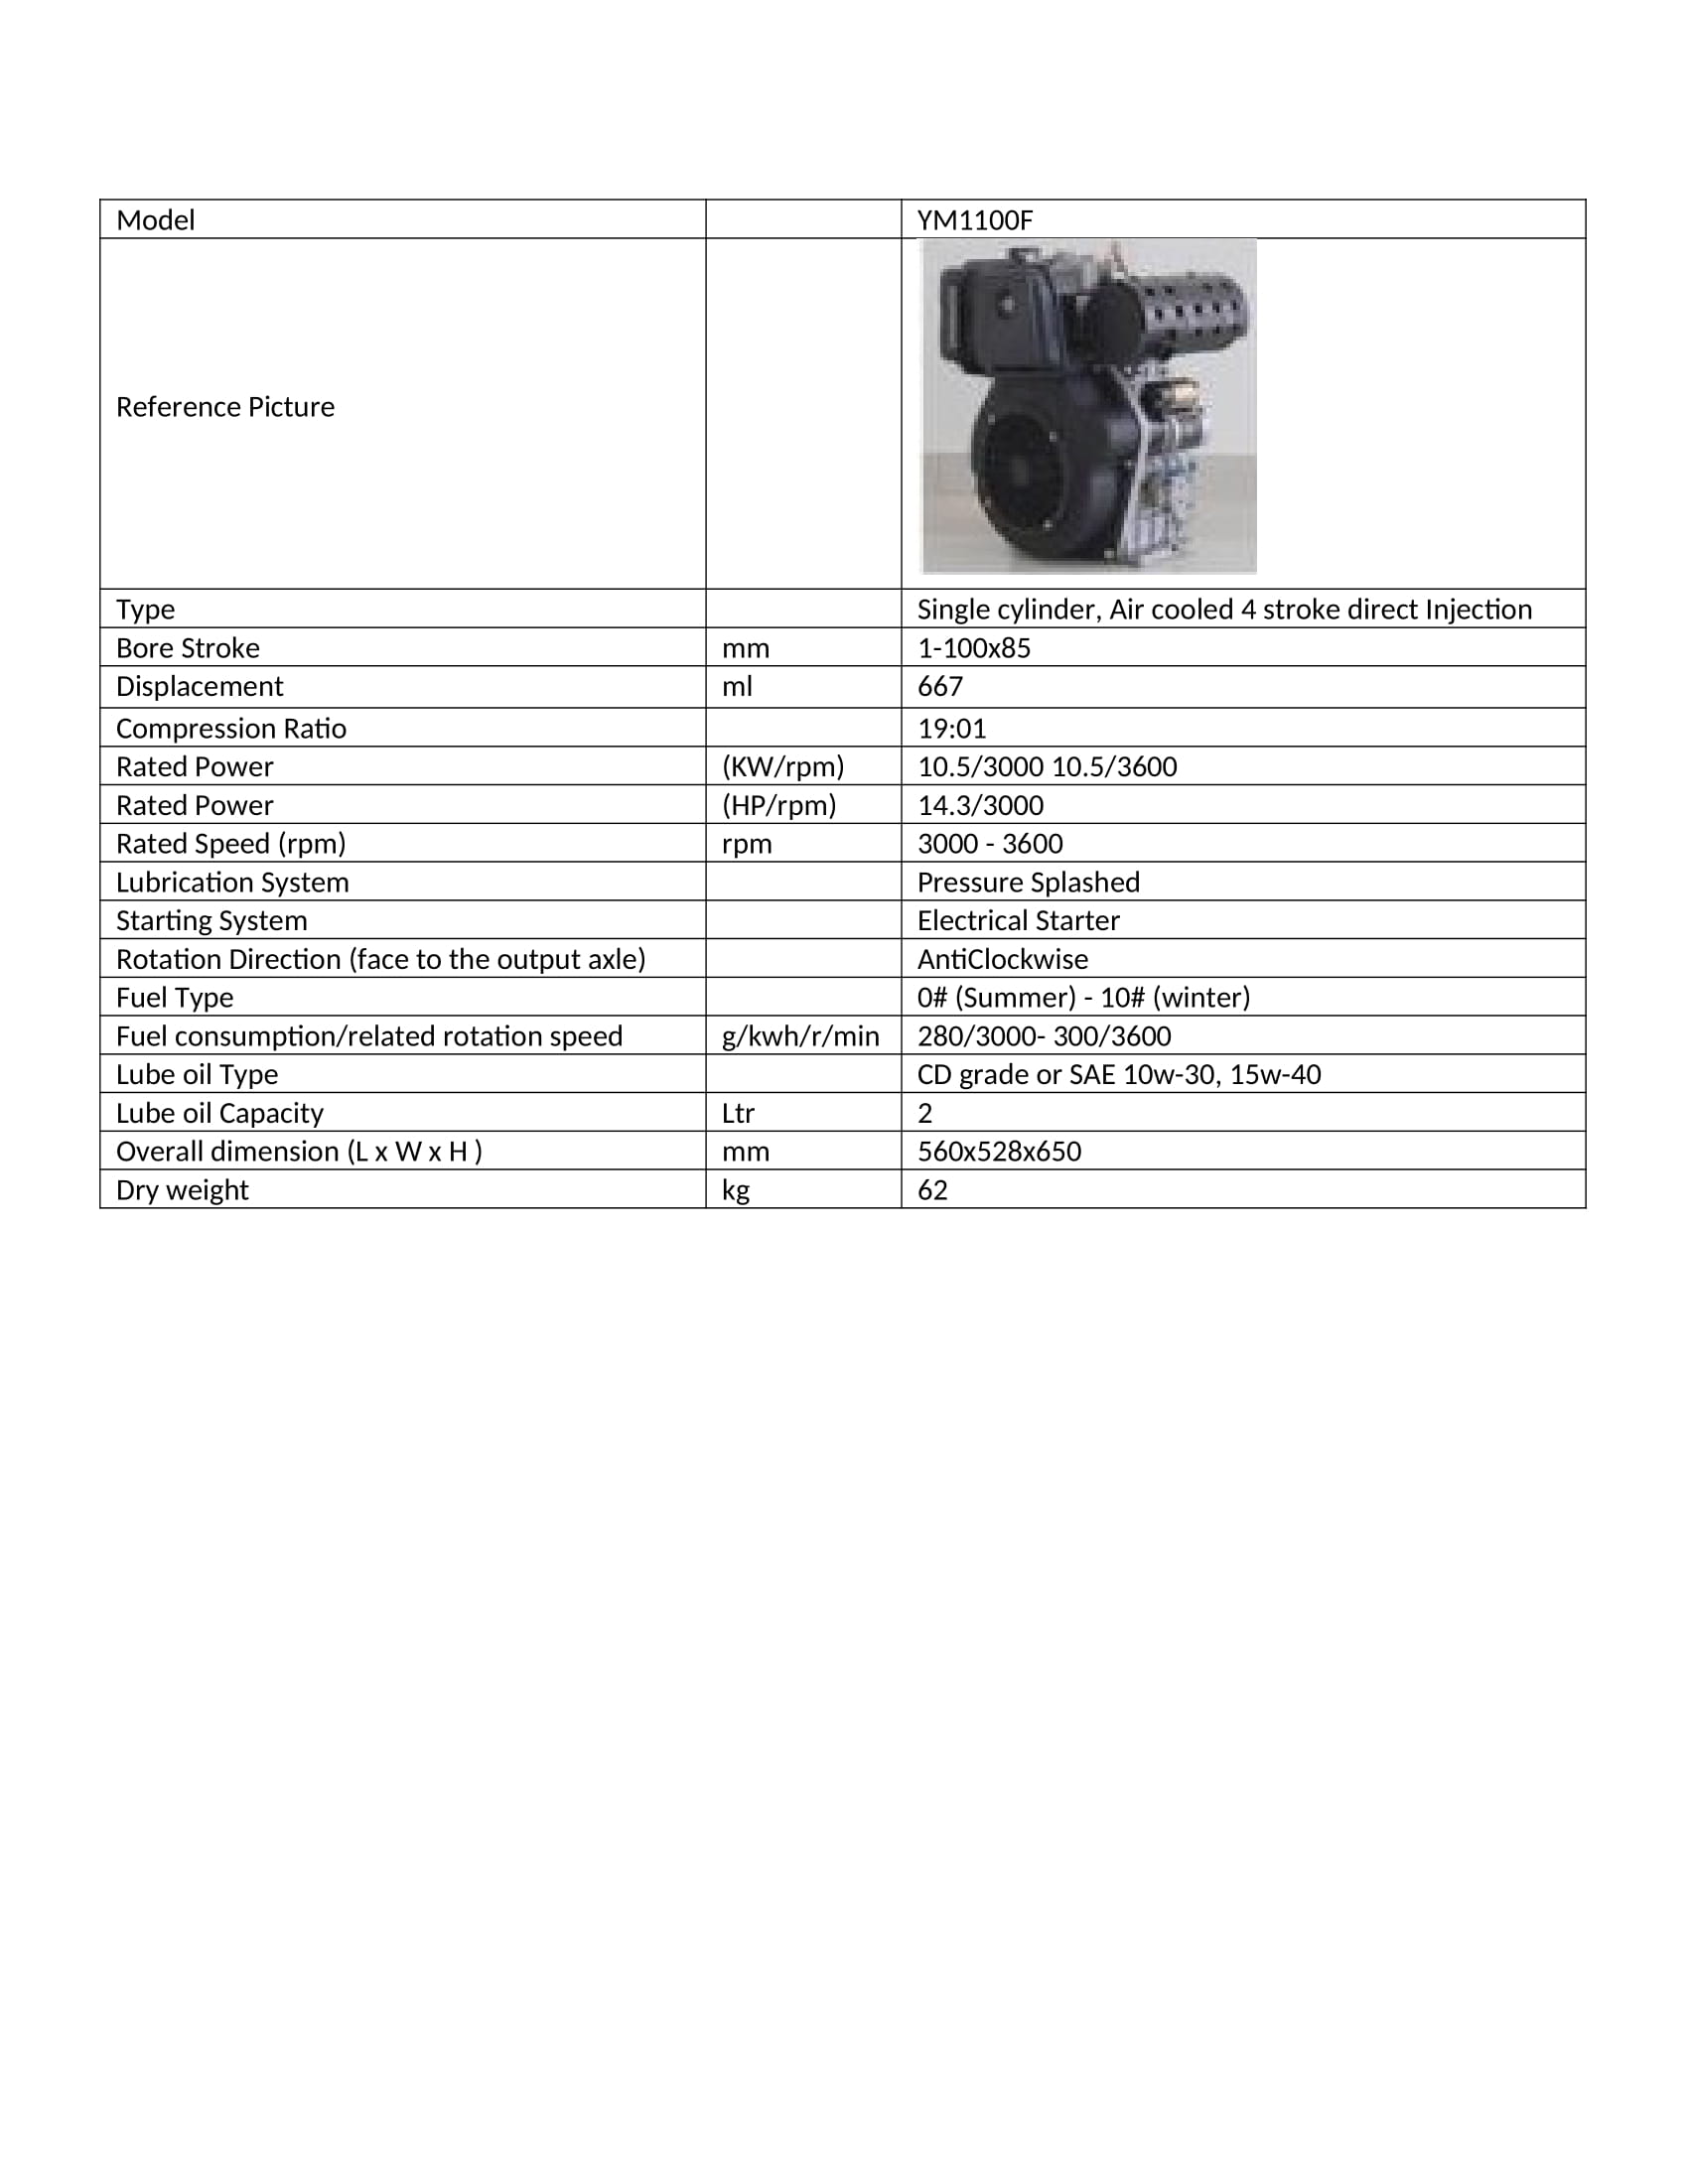 Model YM1100F
Reference Picture
Type Single cylinder, Air cooled 4 stroke direct Injection
Bore Stroke mm 1-100x85
Displacement ml 667
Compression Ratio 19:01
Rated Power (KW/rpm) 10.5/3000 10.5/3600
Rated Power (HP/rpm) 14.3/3000
Rated Speed (rpm) rpm 3000 - 3600
Lubrication System Pressure Splashed
Starting System Electrical Starter
Rotation Direction (face to the output axle) AntiClockwise
Fuel Type 0# (Summer) - 10# (winter)
Fuel consumption/related rotation speed g/kwh/r/min 280/3000- 300/3600
Lube oil Type CD grade or SAE 10w-30, 15w-40
Lube oil Capacity Ltr 2
Overall dimension (L x W x H ) mm 560x528x650
Dry weight kg 62